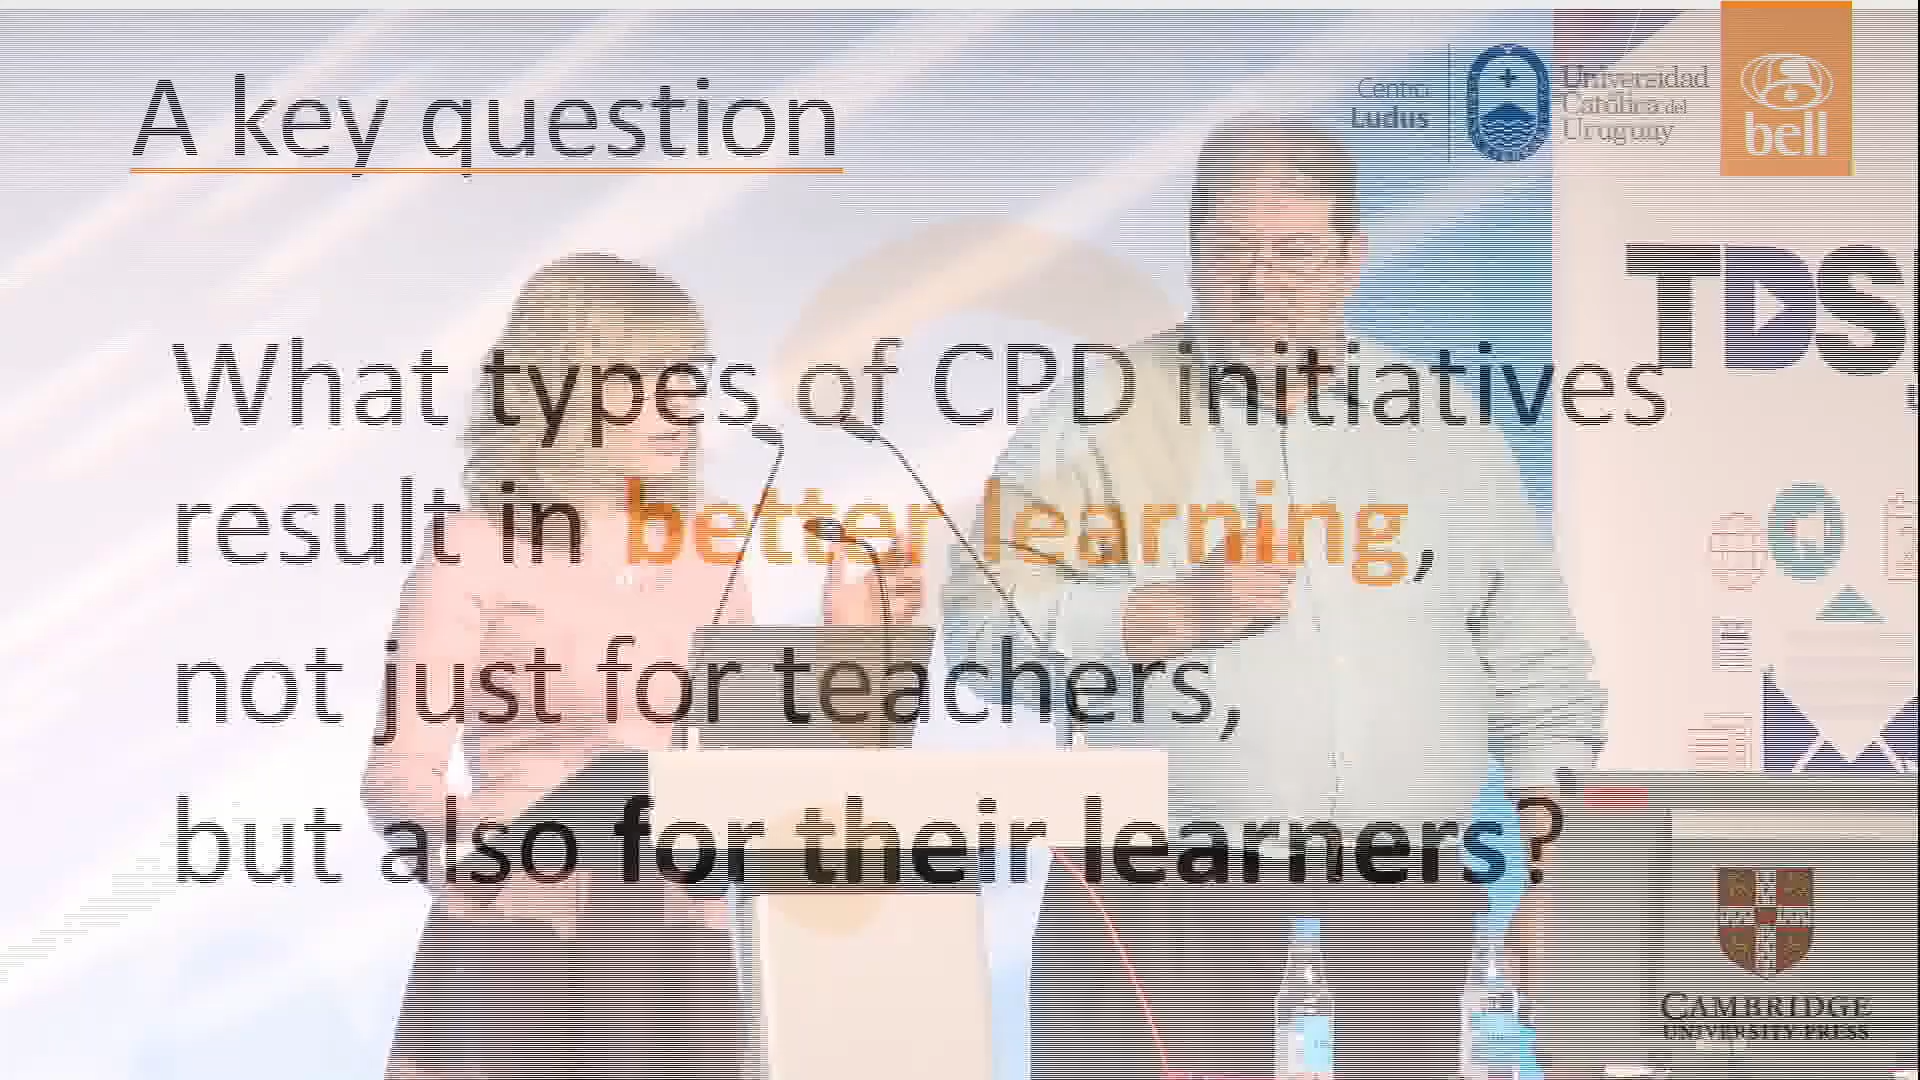 A key question
Centro
Ludus
Universidad
Católica del
Uruguay
bell
TDS
What types of CPD initiatives
result in better learning,
not just for teachers,
but also for their learners?
CAMBRIDGE
UNIVERSITY PRESS